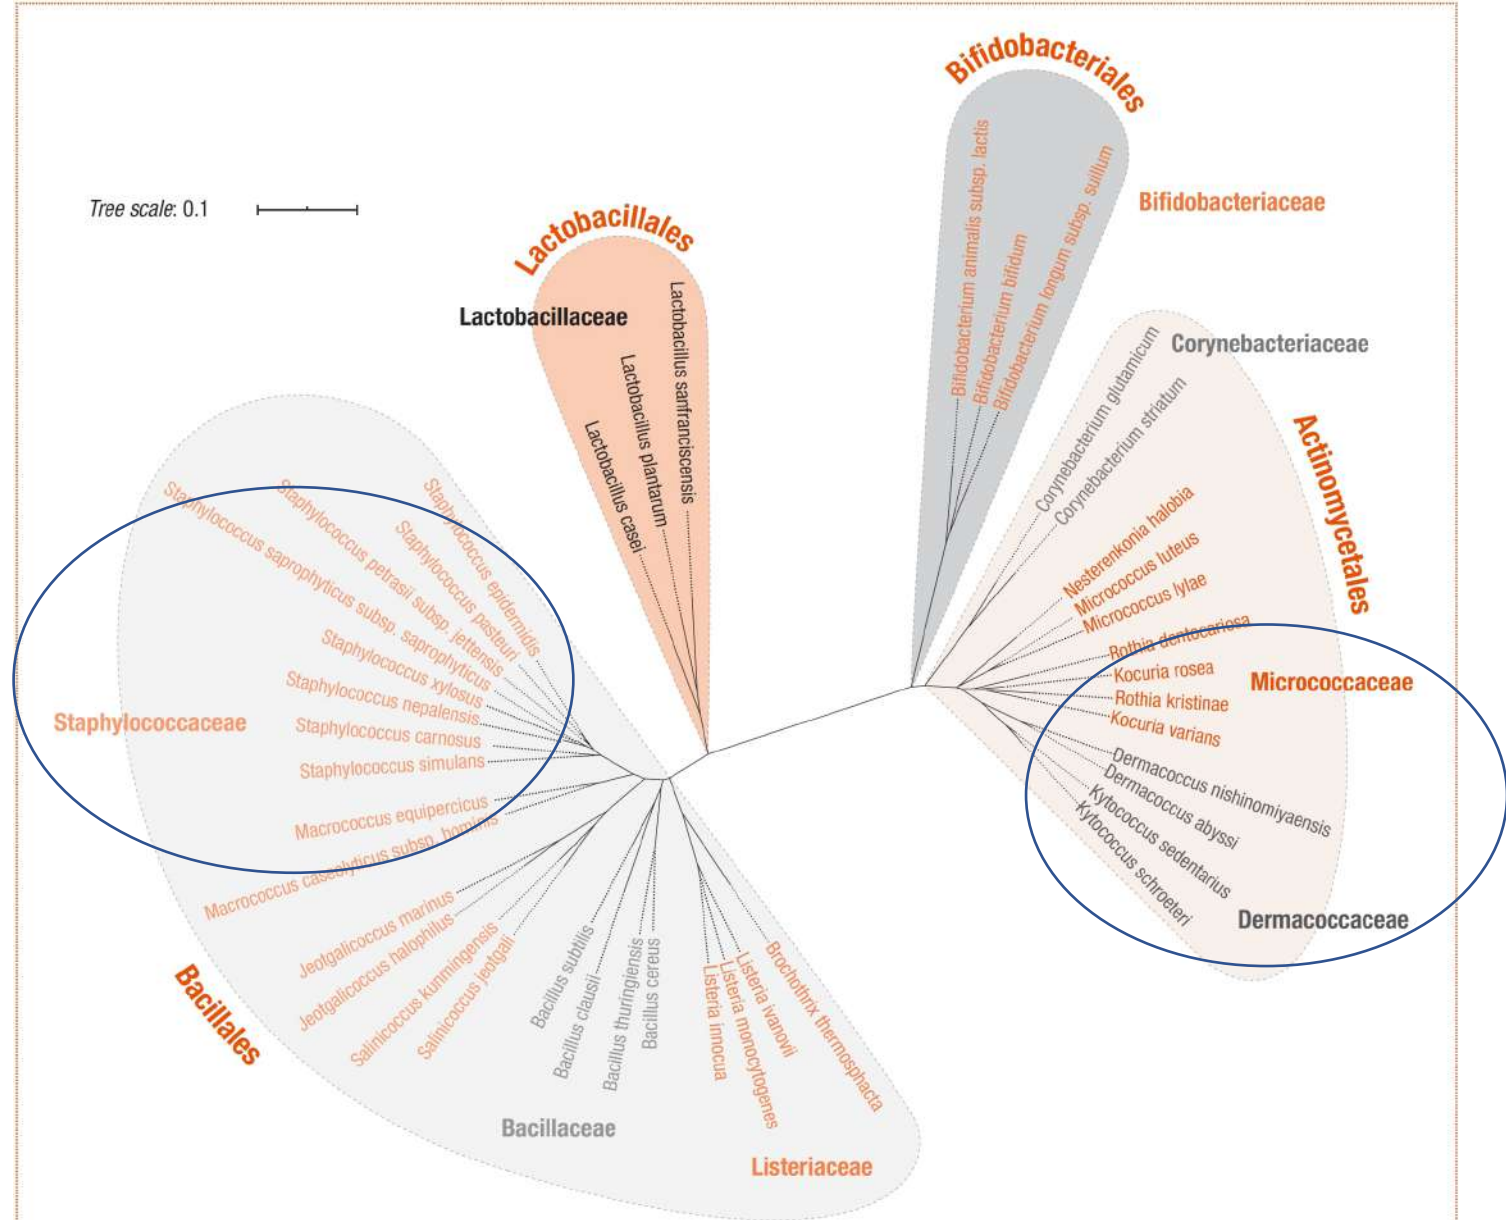 Bifidobacteriales
Bifidobacterium animalis subsp. lactis
Bifidobacterium bifidum
Bifidobacterium longum subsp. suillum
Bifidobacteriaceae
Tree scale: 0.1
Lactobacillales
Lactobacillaceae
Lactobacillus casei
Lactobacillus plantarum
Lactobacillus sanfranciscensis
Corynebacteriaceae
Corynebacterium glutamicum
Corynebacterium striatum
Actinomycetales
Nesterenkonia halobia
Micrococcus luteus
Micrococcus lylae
Rothia dentocariosa
Kocuria rosea
Rothia kristinae
Kocuria varians
Micrococcaceae
Dermacoccus nishinomiyaensis
Dermacoccus abyssi
Kytococcus sedentarius
Kytococcus schroeteri
Dermacoccaceae
Staphylococcus epidermidis
Staphylococcus pasteuri
Staphylococcus petrasii subsp. jettensis
Staphylococcus saprophyticus subsp. saprophyticus
Staphylococcus xylosus
Staphylococcus nepalensis
Staphylococcus carnosus
Staphylococcus simulans
Staphylococcaceae
Macrococcus equipercicus
Macrococcus caseolyticus subsp. hominis
Jeotgalicoccus marinus
Jeotgalicoccus halophilus
Salinicoccus kunmingensis
Salinicoccus jeotgali
Bacillales
Bacillus subtilis
Bacillus clausii
Bacillus thuringiensis
Bacillus cereus
Bacillaceae
Listeria innocua
Listeria monocytogenes
Listeria ivanovii
Brochothrix thermosphacta
Listeriaceae